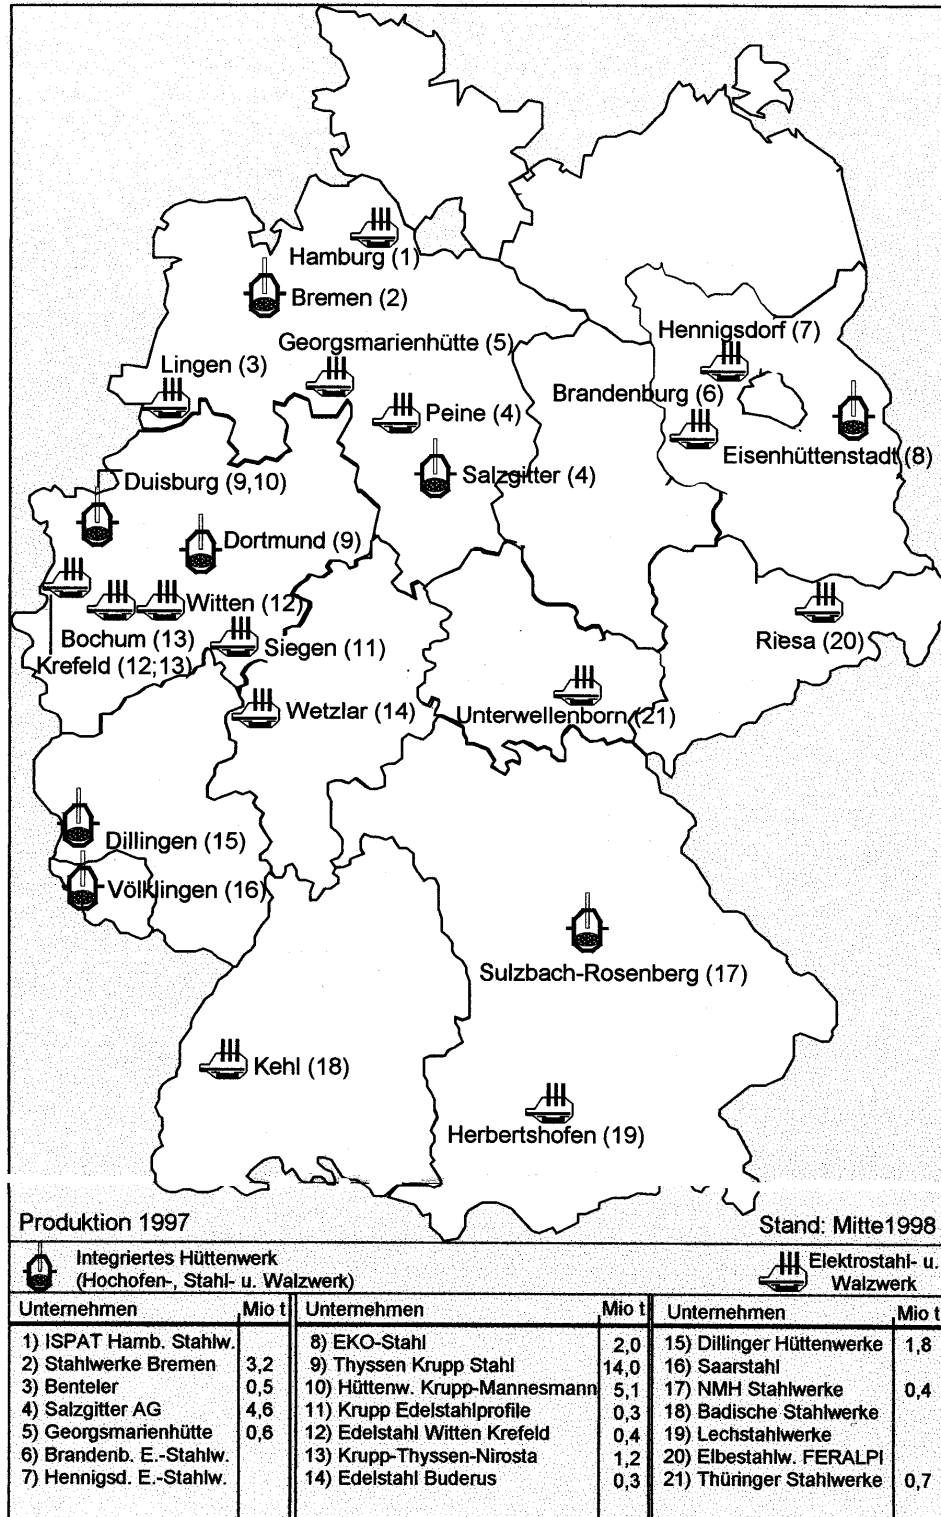 Hamburg (1)
Bremen (2)
Georgsmarienhütte (5)
Hennigsdorf (7)
Lingen (3)
Brandenburg (6)
Peine (4)
Eisenhüttenstadt (8)
Salzgitter (4)
Duisburg (9,10)
Dortmund (9)
Witten (12)
Bochum (13)
Siegen (11)
Riesa (20)
Krefeld (12;13)
Wetzlar (14)
Unterwellenborn (21)
Dillingen (15)
Völklingen (16)
Sulzbach-Rosenberg (17)
Kehl (18)
Herbertshofen (19)
Produktion 1997
Stand: Mitte1998
Integriertes Hüttenwerk
(Hochofen-, Stahl- u. Walzwerk)
Elektrostahl- u.
Walzwerk
Unternehmen Mio t
1) ISPAT Hamb. Stahlw.
2) Stahlwerke Bremen 3,2
3) Benteler 0,5
4) Salzgitter AG 4,6
5) Georgsmarienhütte 0,6
6) Brandenb. E.-Stahlw.
7) Hennigsd. E.-Stahlw.
Unternehmen Mio t
8) EKO-Stahl 2,0
9) Thyssen Krupp Stahl 14,0
10) Hüttenw. Krupp-Mannesmann 5,1
11) Krupp Edelstahlprofile 0,3
12) Edelstahl Witten Krefeld 0,4
13) Krupp-Thyssen-Nirosta 1,2
14) Edelstahl Buderus 0,3
Unternehmen Mio t
15) Dillinger Hüttenwerke 1,8
16) Saarstahl
17) NMH Stahlwerke 0,4
18) Badische Stahlwerke
19) Lechstahlwerke
20) Elbestahlw. FERALPI
21) Thüringer Stahlwerke 0,7